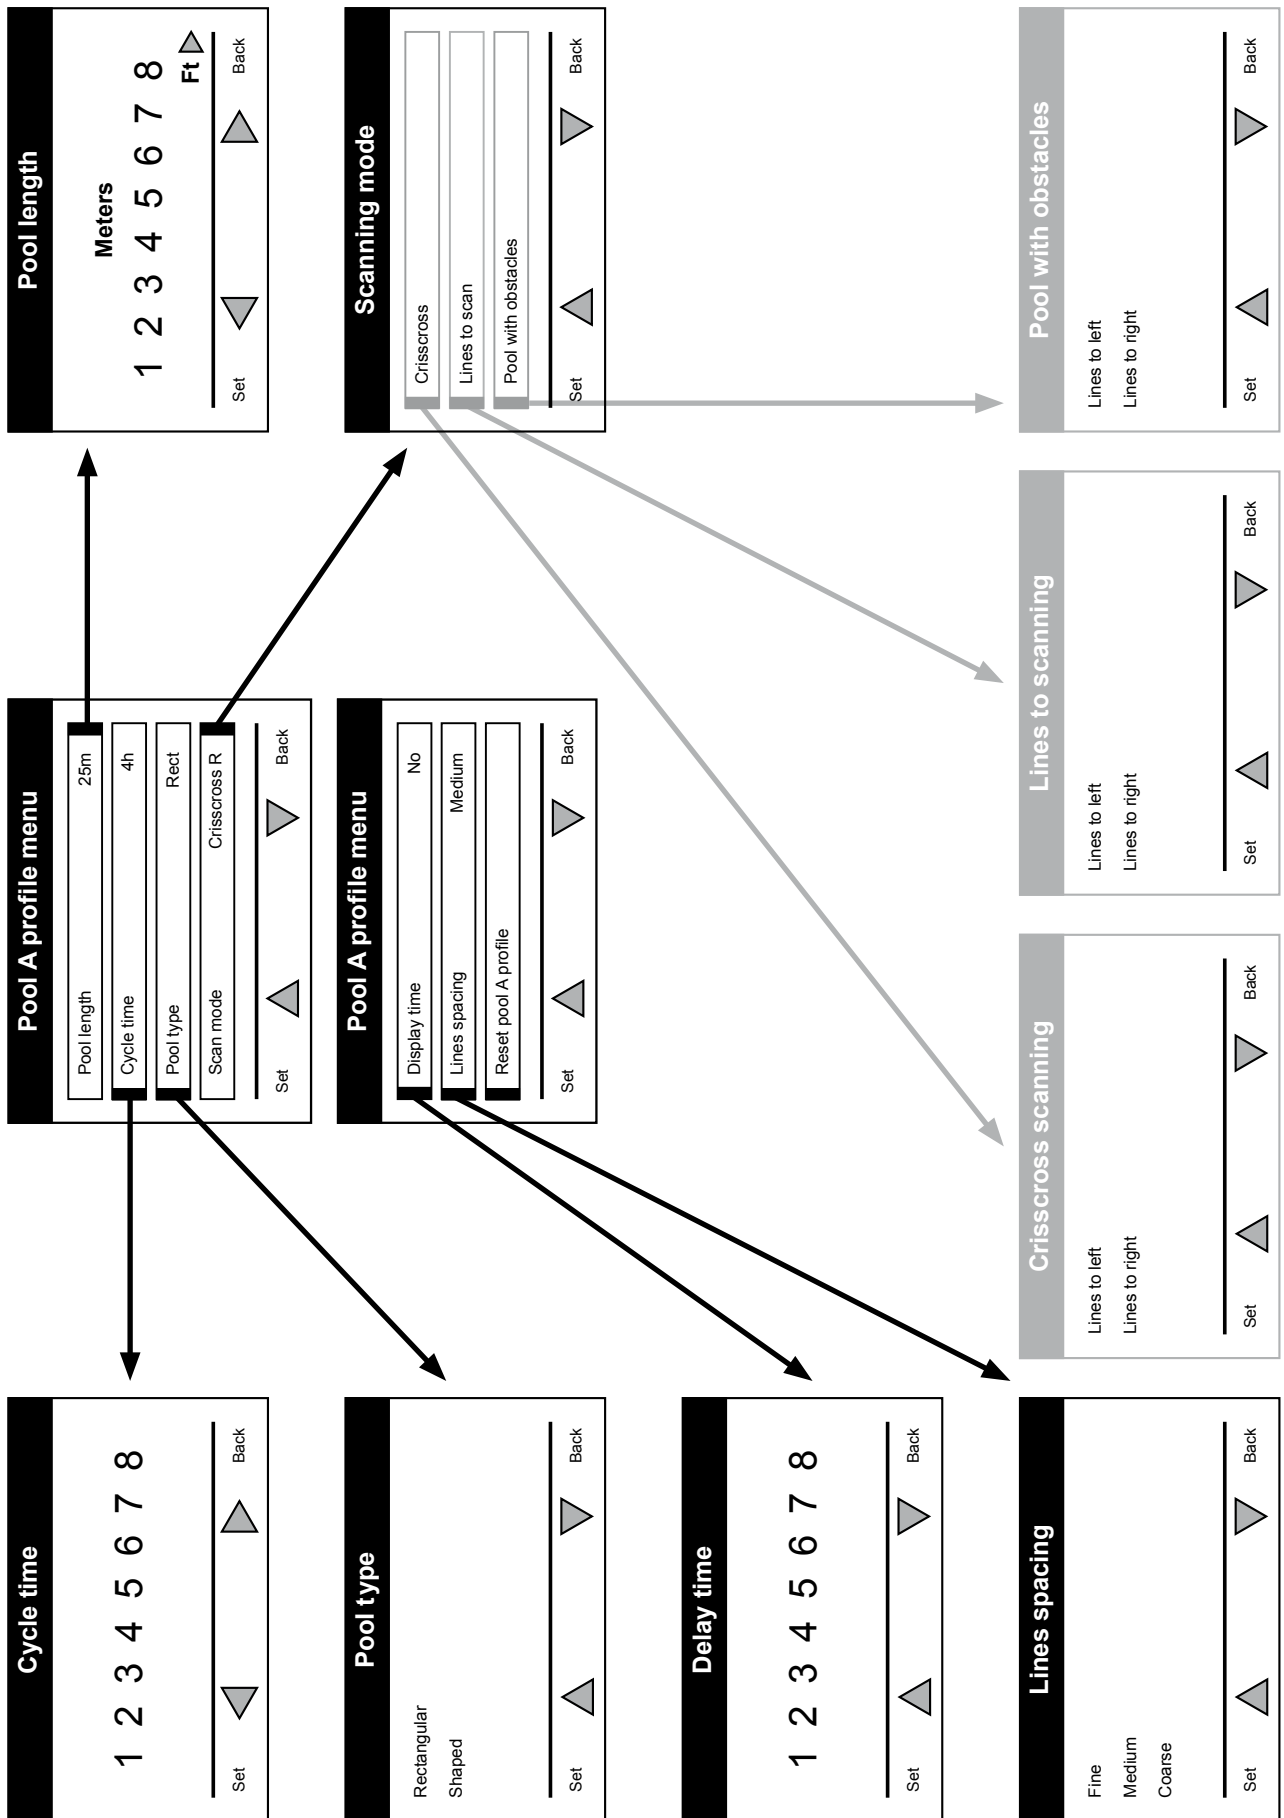 Cycle time
1 2 3 4 5 6 7 8
Set
Back
Pool type
Rectangular
Shaped
Set
Back
Delay time
1 2 3 4 5 6 7 8
Set
Back
Lines spacing
Fine
Medium
Coarse
Set
Back
Pool A profile menu
Pool length 25m
Cycle time 4h
Pool type Rect
Scan mode Crisscross R
Set
Back
Pool A profile menu
Display time No
Lines spacing Medium
Reset pool A profile
Set
Back
Crisscross scanning
Lines to left
Lines to right
Set
Back
Lines to scanning
Lines to left
Lines to right
Set
Back
Pool length
Meters
1 2 3 4 5 6 7 8
Ft
Set
Back
Scanning mode
Crisscross
Lines to scan
Pool with obstacles
Set
Back
Pool with obstacles
Lines to left
Lines to right
Set
Back